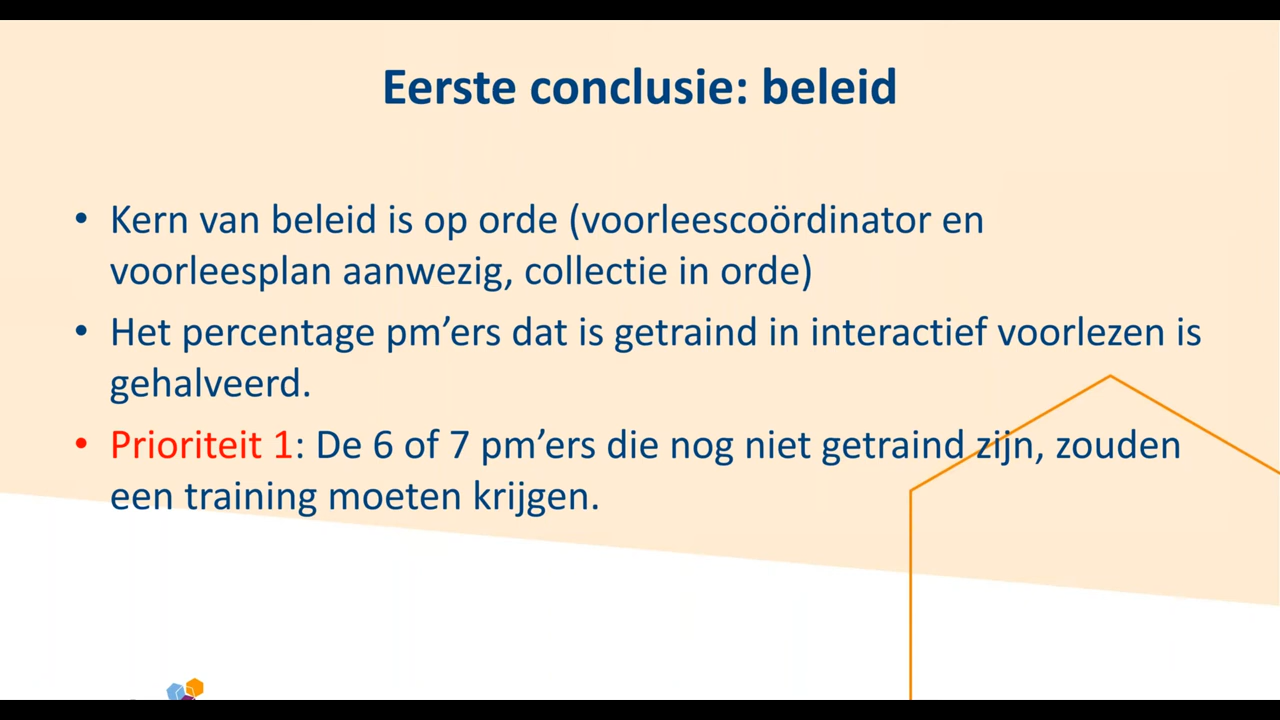 Eerste conclusie: beleid
• Kern van beleid is op orde (voorleescoördinator en
voorleesplan aanwezig, collectie in orde)
• Het percentage pm’ers dat is getraind in interactief voorlezen is
gehalveerd.
• Prioriteit 1: De 6 of 7 pm’ers die nog niet getraind zijn, zouden
een training moeten krijgen.